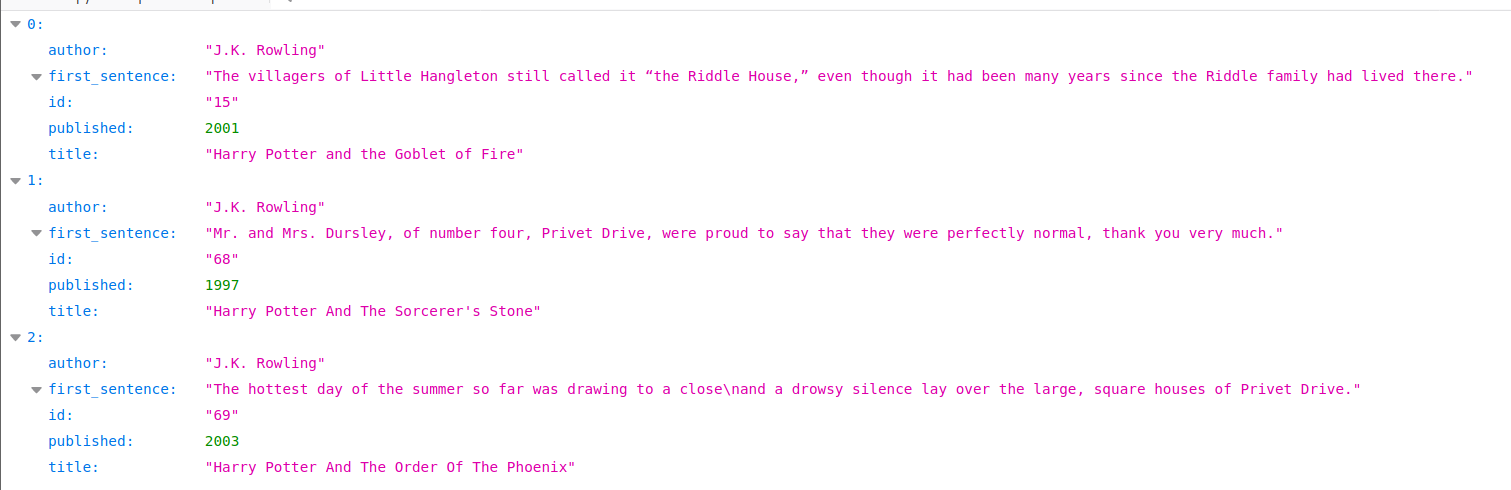 0:
author: "J.K. Rowling"
first_sentence: "The villagers of Little Hangleton still called it “the Riddle House,” even though it had been many years since the Riddle family had lived there."
id: "15"
published: 2001
title: "Harry Potter and the Goblet of Fire"
1:
author: "J.K. Rowling"
first_sentence: "Mr. and Mrs. Dursley, of number four, Privet Drive, were proud to say that they were perfectly normal, thank you very much."
id: "68"
published: 1997
title: "Harry Potter And The Sorcerer's Stone"
2:
author: "J.K. Rowling"
first_sentence: "The hottest day of the summer so far was drawing to a close\nand a drowsy silence lay over the large, square houses of Privet Drive."
id: "69"
published: 2003
title: "Harry Potter And The Order Of The Phoenix"